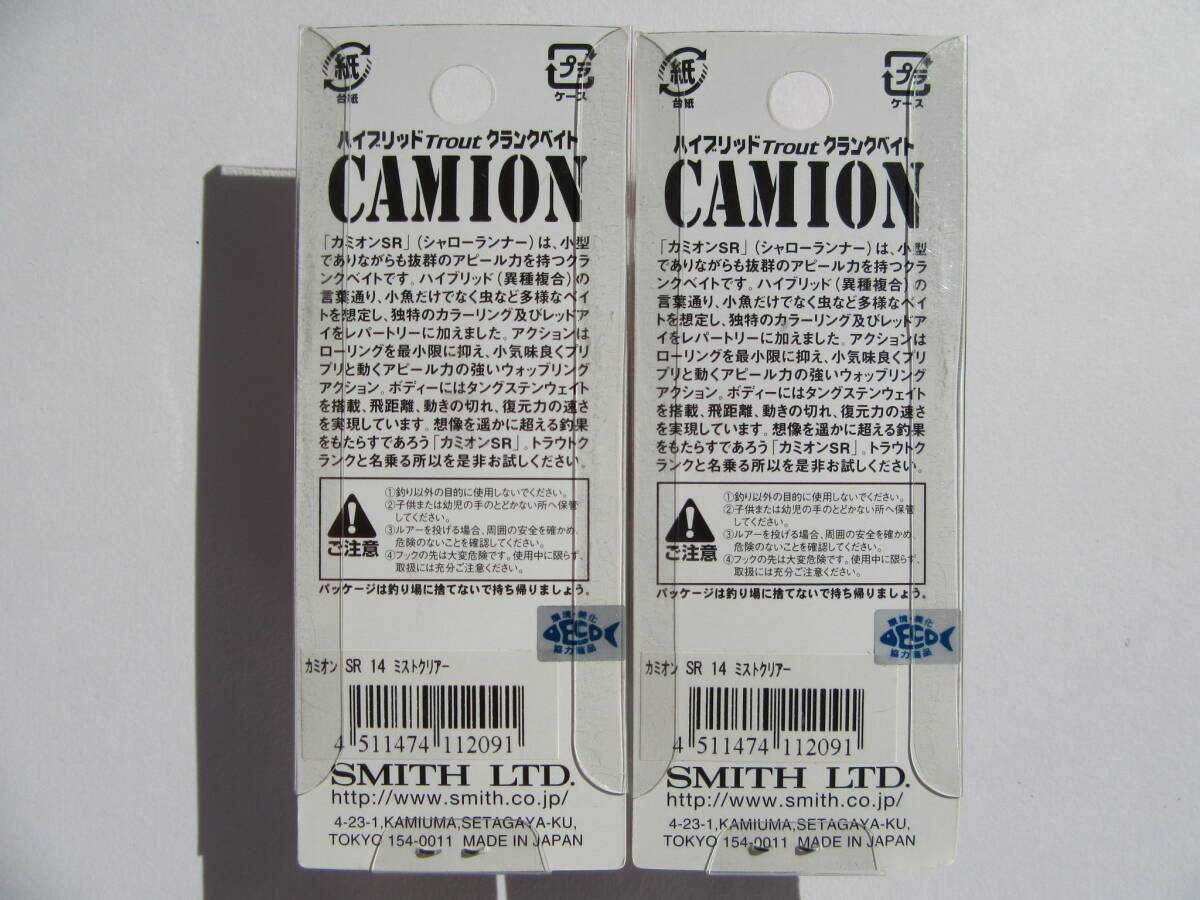 紙
台紙
プラ
ケース
ハイブリッドTroutクランクベイト
CAMION
「カミオンSR」(シャローランナー)は、小型
でありながらも抜群のアピール力を持つクラ
ンクベイトです。ハイブリッド(異種複合)の
言葉通り、小魚だけでなく虫など多様なベイ
トを想定し、独特のカラーリング及びレッドア
イをレパートリーに加えました。アクションは
ローリングを最小限に抑え、小気味良くプリ
プリと動くアピール力の強いウォッブリング
アクション。ボディーにはタングステンウェイト
を搭載、飛距離、動きの切れ、復元力の速さ
を実現しています。想像を遥かに超える釣果
をもたらすであろう「カミオンSR」。トラウトク
ランクと名乗る所以を是非お試しください。
ご注意
①釣り以外の目的に使用しないでください。
②子供または幼児の手のとどかない所へ保管
してください。
③ルアーを投げる場合、周囲の安全を確かめ、
危険のないことを確認してください。
④フックの先は大変危険です。使用中に限らず、
取扱には充分ご注意ください。
パッケージは釣り場に捨てないで持ち帰りましょう。
環境・美化
ECO
協力商品
カミオン SR 14 ミストクリアー
4 511474 112091
SMITH LTD.
http://www.smith.co.jp/
4-23-1,KAMIUMA,SETAGAYA-KU,
TOKYO 154-0011 MADE IN JAPAN
紙
台紙
プラ
ケース
ハイブリッドTroutクランクベイト
CAMION
「カミオンSR」(シャローランナー)は、小型
でありながらも抜群のアピール力を持つクラ
ンクベイトです。ハイブリッド(異種複合)の
言葉通り、小魚だけでなく虫など多様なベイ
トを想定し、独特のカラーリング及びレッドア
イをレパートリーに加えました。アクションは
ローリングを最小限に抑え、小気味良くプリ
プリと動くアピール力の強いウォッブリング
アクション。ボディーにはタングステンウェイト
を搭載、飛距離、動きの切れ、復元力の速さ
を実現しています。想像を遥かに超える釣果
をもたらすであろう「カミオンSR」。トラウトク
ランクと名乗る所以を是非お試しください。
ご注意
①釣り以外の目的に使用しないでください。
②子供または幼児の手のとどかない所へ保管
してください。
③ルアーを投げる場合、周囲の安全を確かめ、
危険のないことを確認してください。
④フックの先は大変危険です。使用中に限らず、
取扱には充分ご注意ください。
パッケージは釣り場に捨てないで持ち帰りましょう。
環境・美化
ECO
協力商品
カミオン SR 14 ミストクリアー
4 511474 112091
SMITH LTD.
http://www.smith.co.jp/
4-23-1,KAMIUMA,SETAGAYA-KU,
TOKYO 154-0011 MADE IN JAPAN